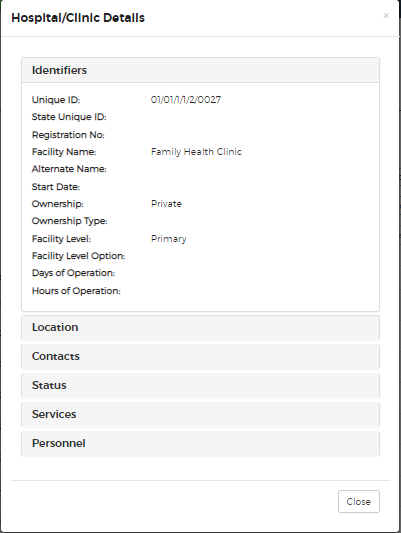 Hospital/Clinic Details
×
Identifiers
Unique ID: 01/01/1/1/2/0027
State Unique ID:
Registration No:
Facility Name: Family Health Clinic
Alternate Name:
Start Date:
Ownership: Private
Ownership Type:
Facility Level: Primary
Facility Level Option:
Days of Operation:
Hours of Operation:
Location
Contacts
Status
Services
Personnel
Close